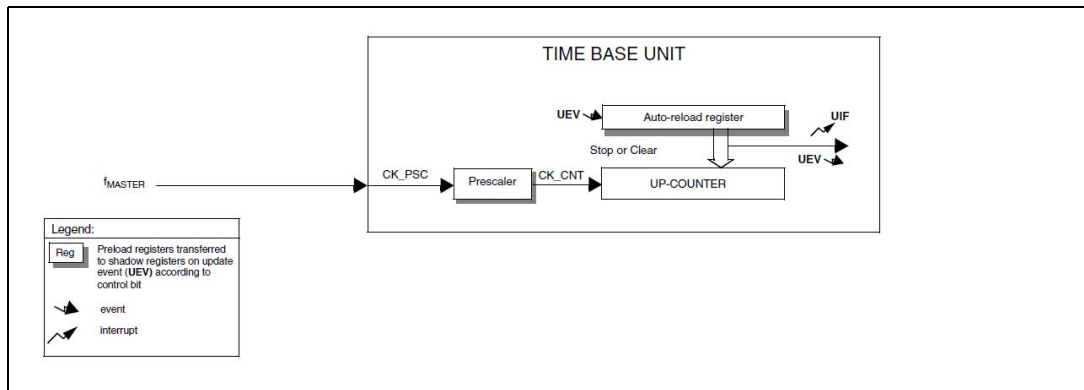 TIME BASE UNIT
UEV
Auto-reload register
UIF
Stop or Clear
UEV
fMASTER
CK_PSC
Prescaler
CK_CNT
UP-COUNTER
Legend:
Reg
Preload registers transferred
to shadow registers on update
event (UEV) according to
control bit
event
interrupt